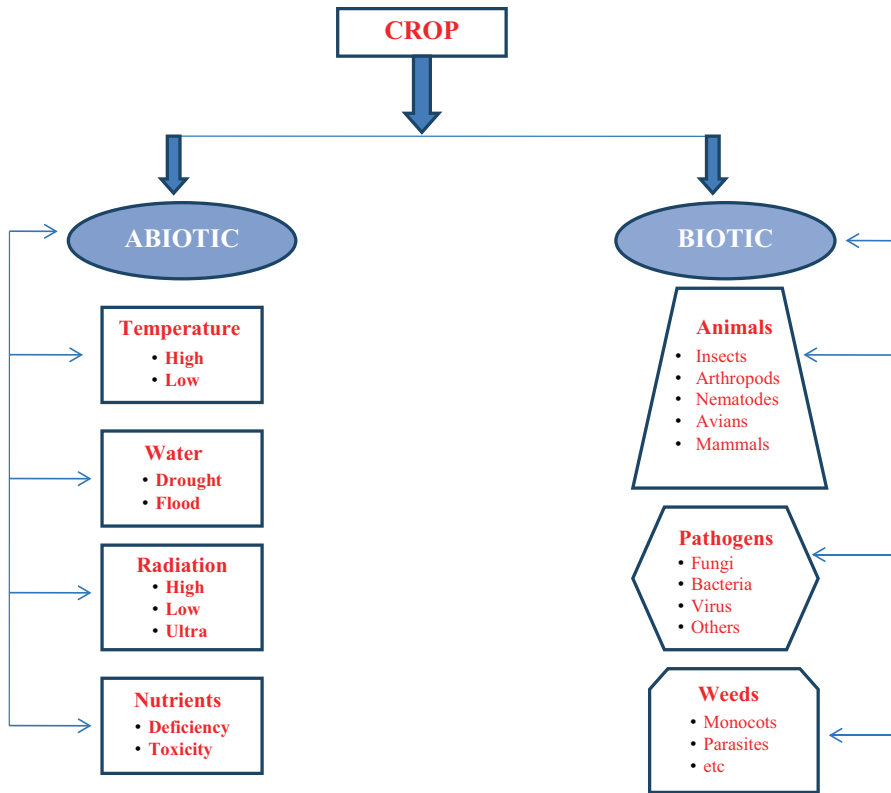 CROP
ABIOTIC
Temperature
• High
• Low
Water
• Drought
• Flood
Radiation
• High
• Low
• Ultra
Nutrients
• Deficiency
• Toxicity
BIOTIC
Animals
• Insects
• Arthropods
• Nematodes
• Avians
• Mammals
Pathogens
• Fungi
• Bacteria
• Virus
• Others
Weeds
• Monocots
• Parasites
• etc